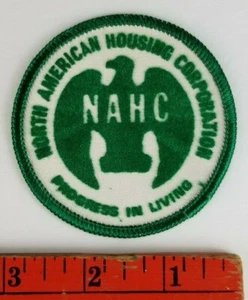 NORTH AMERICAN HOUSING CORPORATION
NAHC
PROGRESS IN LIVING
3 2 1